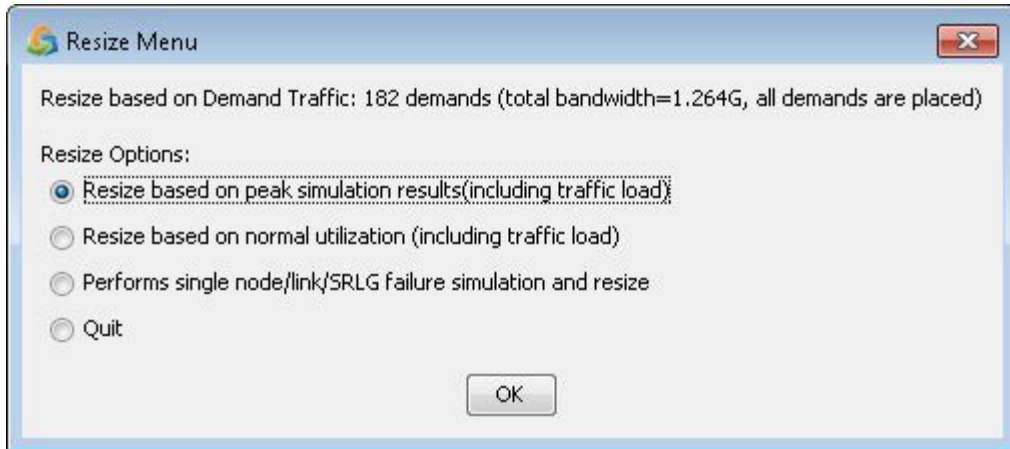 Resize Menu
Resize based on Demand Traffic: 182 demands (total bandwidth=1.264G, all demands are placed)
Resize Options:
Resize based on peak simulation results(including traffic load)
Resize based on normal utilization (including traffic load)
Performs single node/link/SRLG failure simulation and resize
Quit
OK